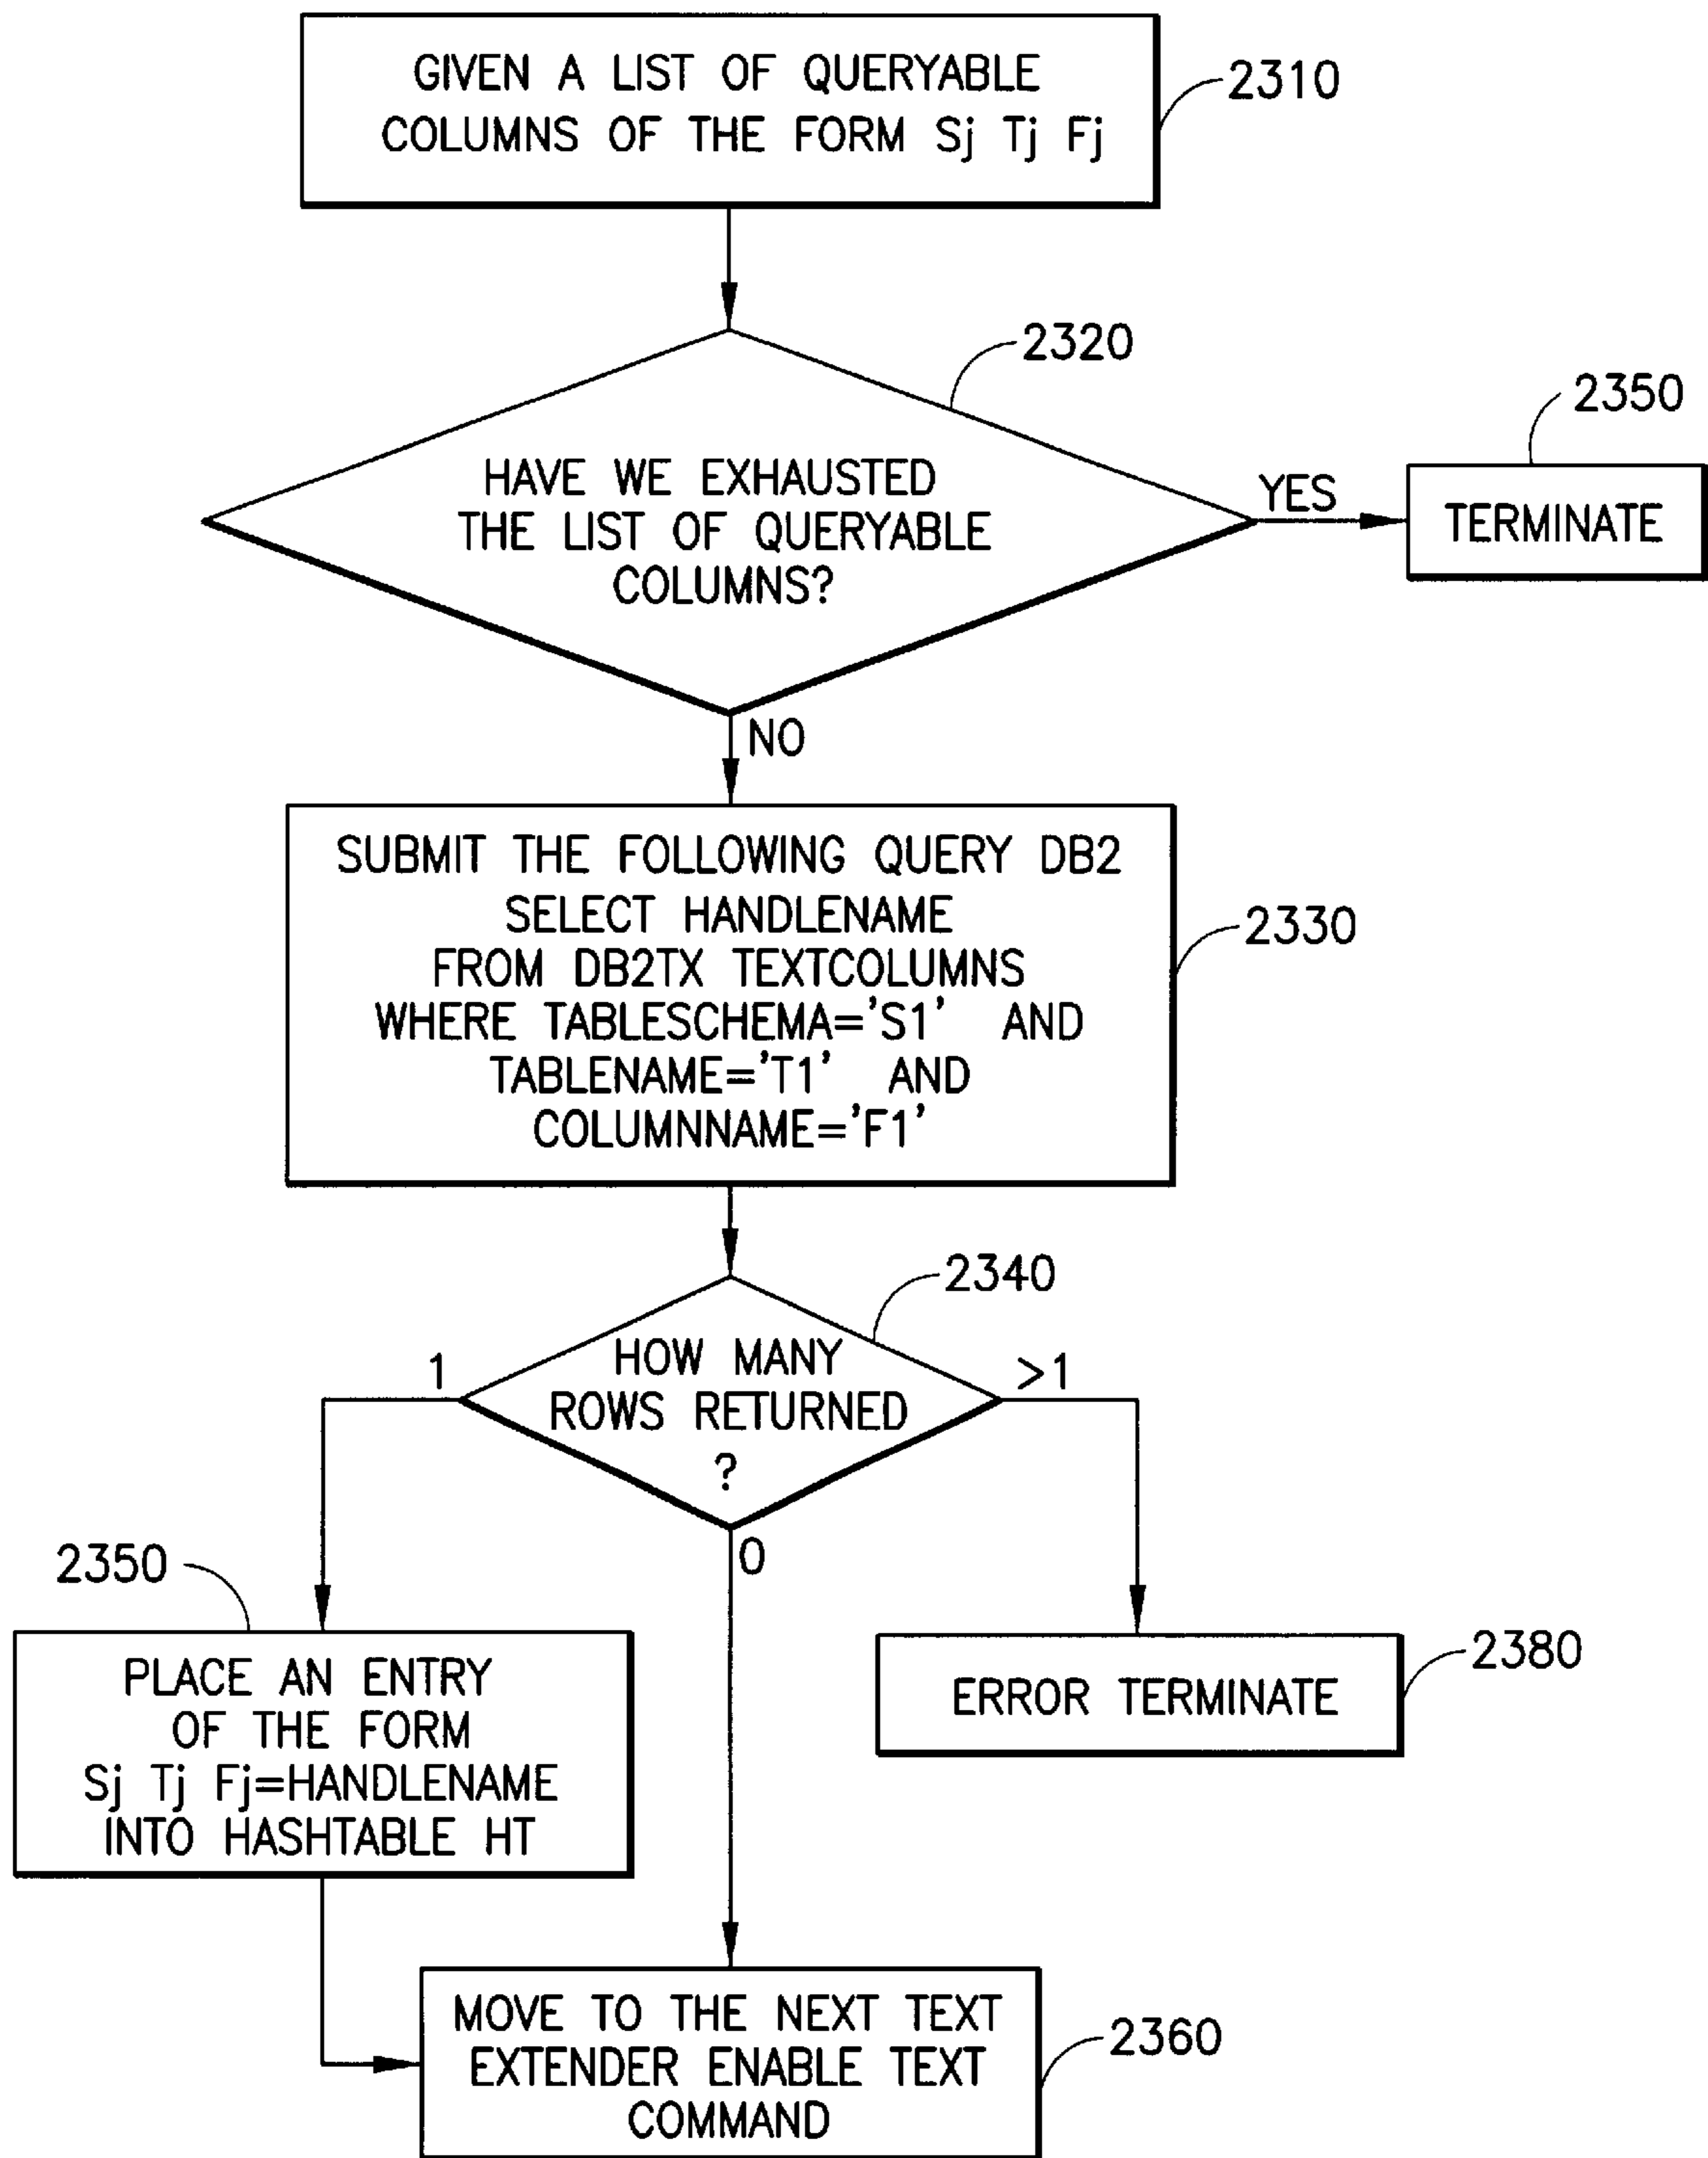 GIVEN A LIST OF QUERYABLE
COLUMNS OF THE FORM Sj Tj Fj
2310
2320
HAVE WE EXHAUSTED
THE LIST OF QUERYABLE
COLUMNS?
YES
2350
TERMINATE
NO
SUBMIT THE FOLLOWING QUERY DB2
SELECT HANDLENAME
FROM DB2TX TEXTCOLUMNS
WHERE TABLESCHEMA='S1' AND
TABLENAME='T1' AND
COLUMNNAME='F1'
2330
2340
HOW MANY
ROWS RETURNED
?
1
>1
0
2350
PLACE AN ENTRY
OF THE FORM
Sj Tj Fj=HANDLENAME
INTO HASHTABLE HT
ERROR TERMINATE
2380
MOVE TO THE NEXT TEXT
EXTENDER ENABLE TEXT
COMMAND
2360